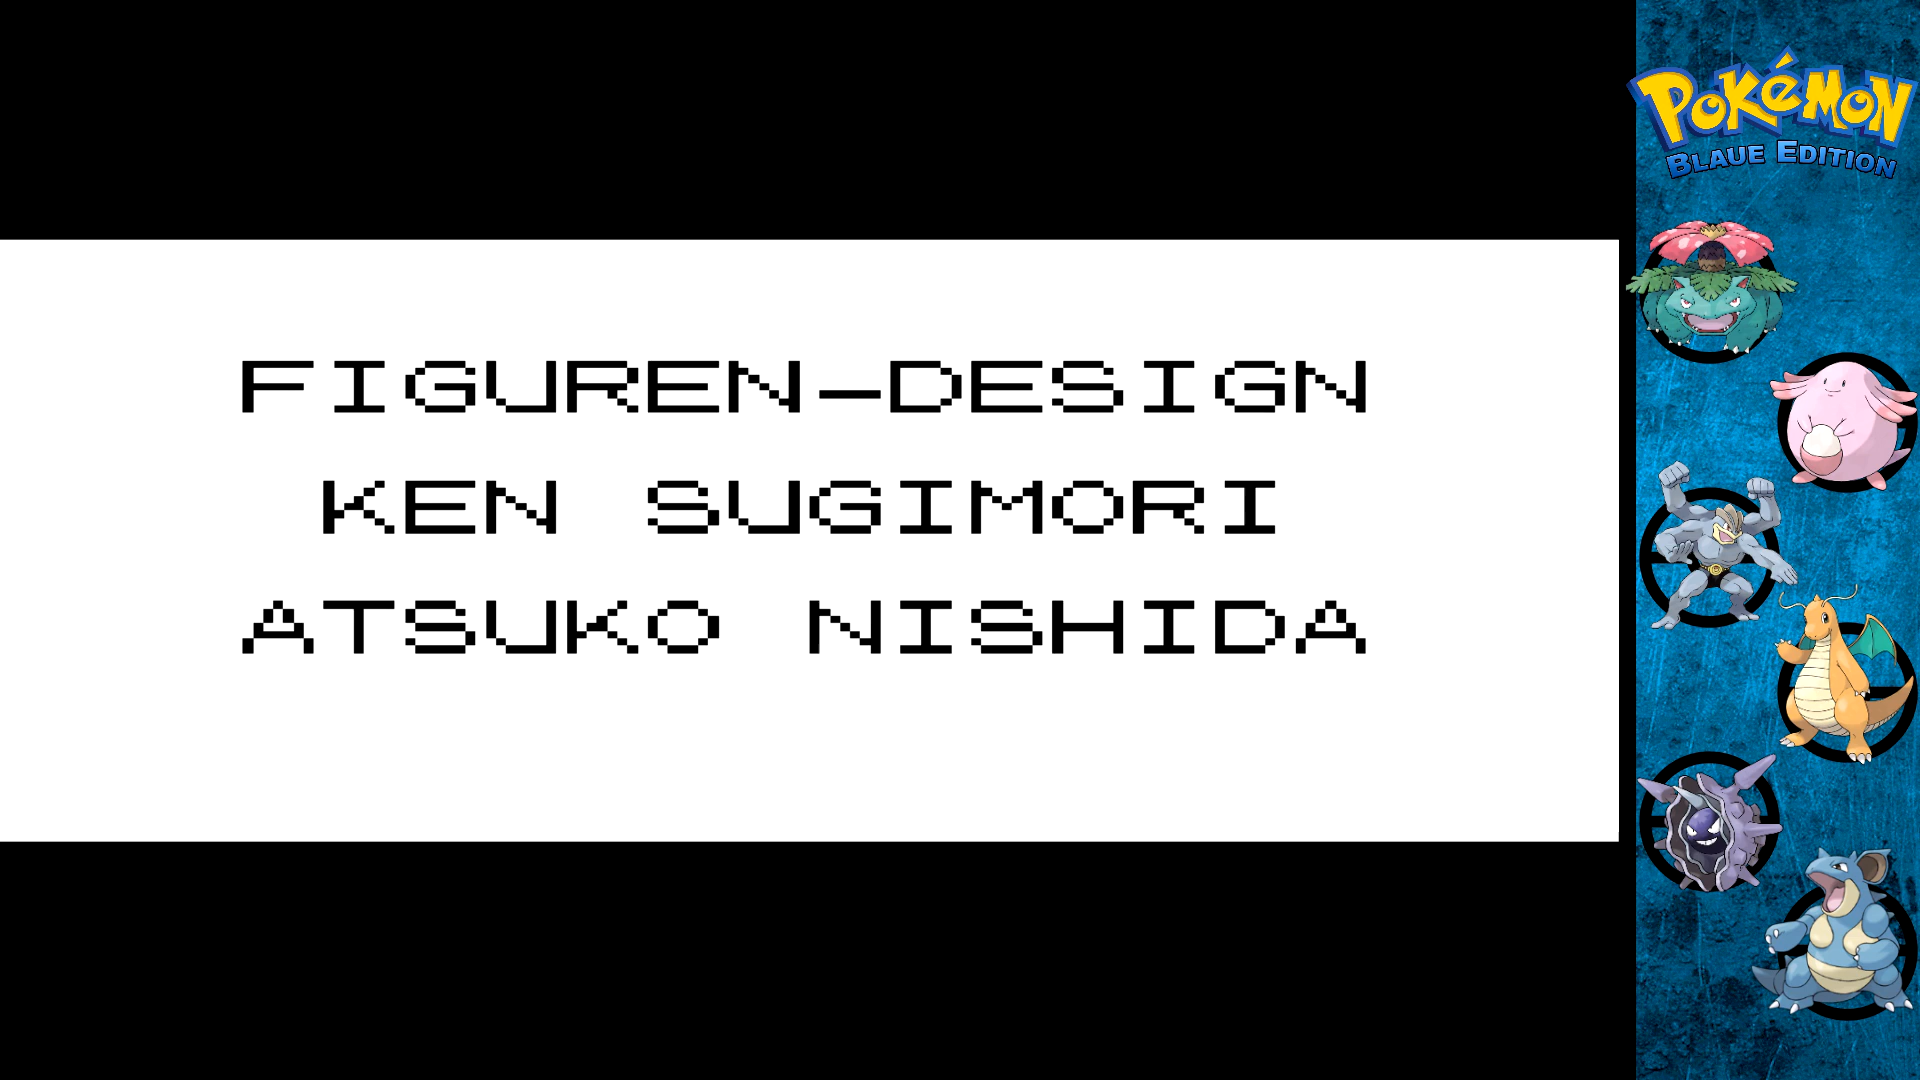 FIGUREN-DESIGN
KEN SUGIMORI
ATSUKO NISHIDA
POKéMON
BLAUE EDITION